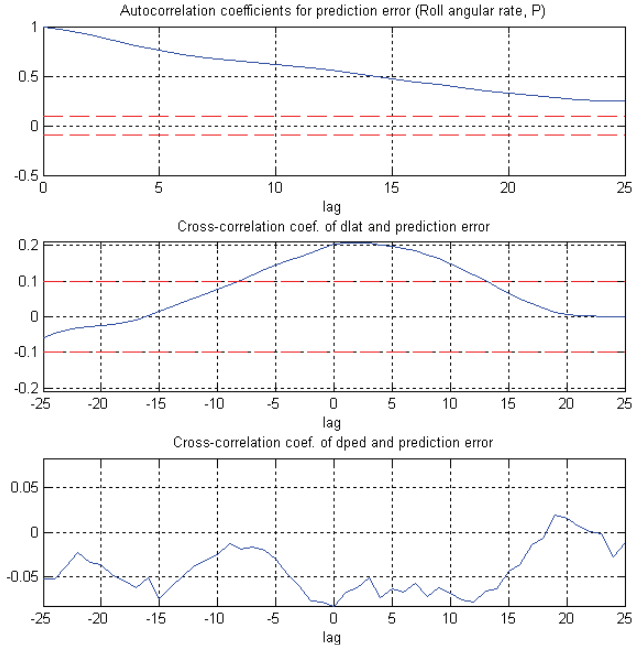 Autocorrelation coefficients for prediction error (Roll angular rate, P)
1
0.5
0
-0.5
0 5 10 15 20 25
lag
Cross-correlation coef. of dlat and prediction error
0.2
0.1
0
-0.1
-0.2
-25 -20 -15 -10 -5 0 5 10 15 20 25
lag
Cross-correlation coef. of dped and prediction error
0.05
0
-0.05
-25 -20 -15 -10 -5 0 5 10 15 20 25
lag